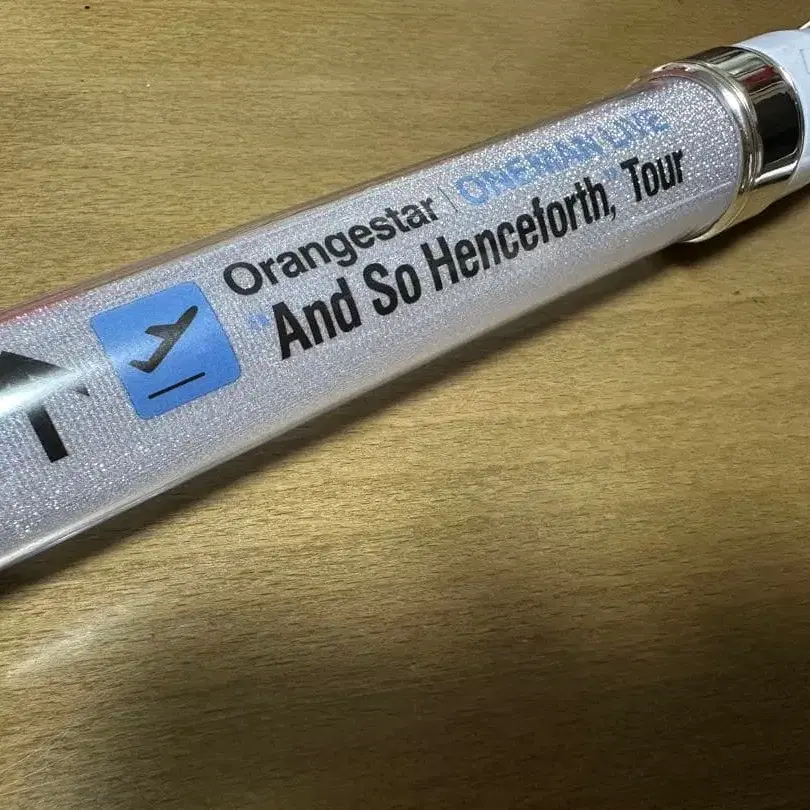 Orangestar | ONEMAN LIVE
"And So Henceforth," Tour